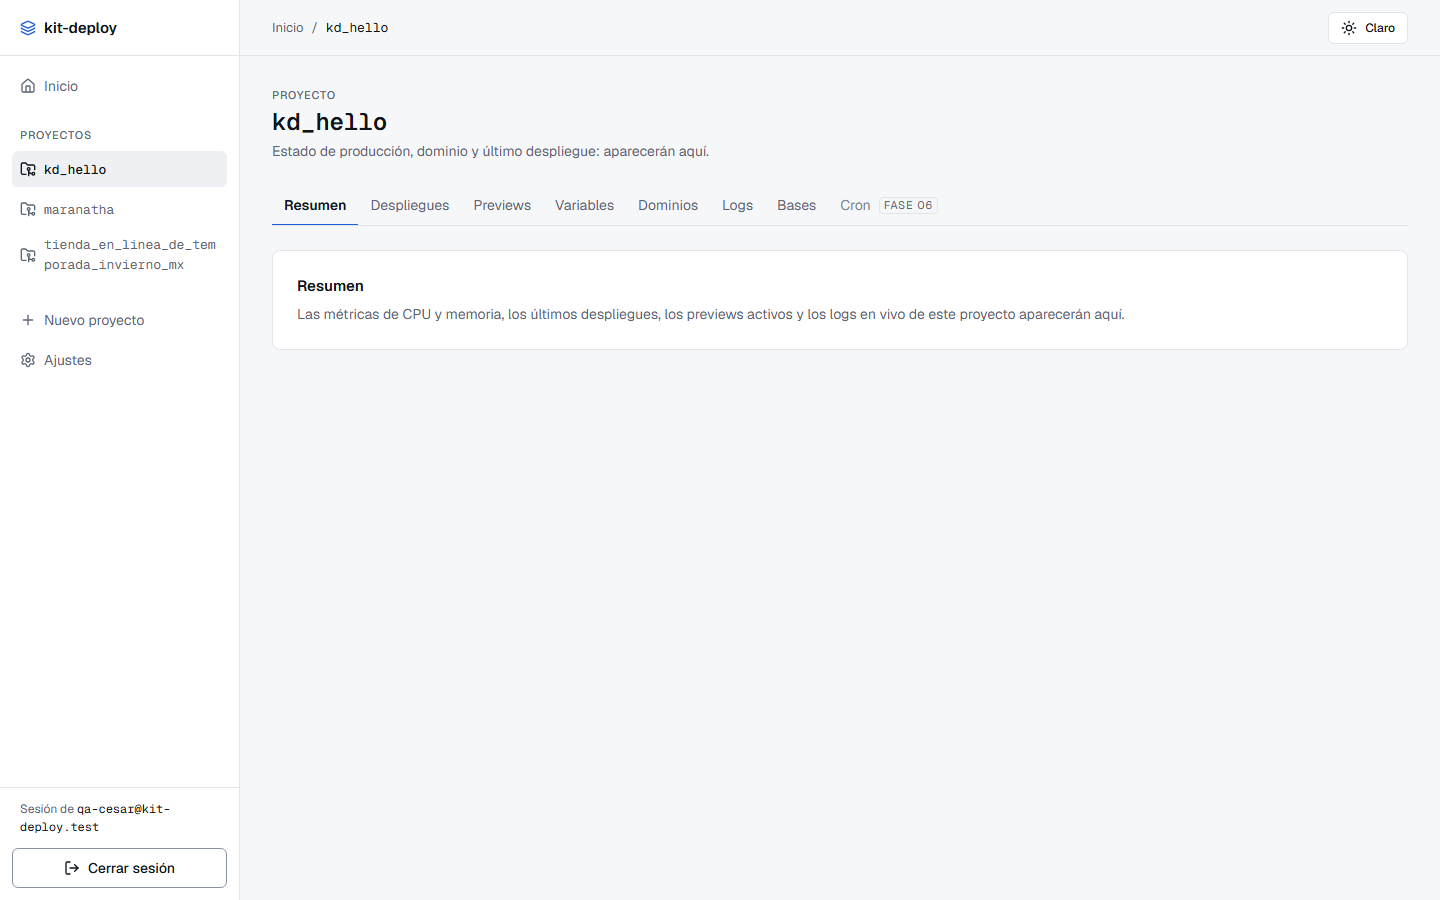 kit-deploy
Inicio
PROYECTOS
kd_hello
maranatha
tienda_en_linea_de_tem
porada_invierno_mx
Nuevo proyecto
Ajustes
Sesión de qa-cesar@kit-
deploy.test
Cerrar sesión
Inicio / kd_hello
Claro
PROYECTO
kd_hello
Estado de producción, dominio y último despliegue: aparecerán aquí.
Resumen Despliegues Previews Variables Dominios Logs Bases Cron FASE 06
Resumen
Las métricas de CPU y memoria, los últimos despliegues, los previews activos y los logs en vivo de este proyecto aparecerán aquí.